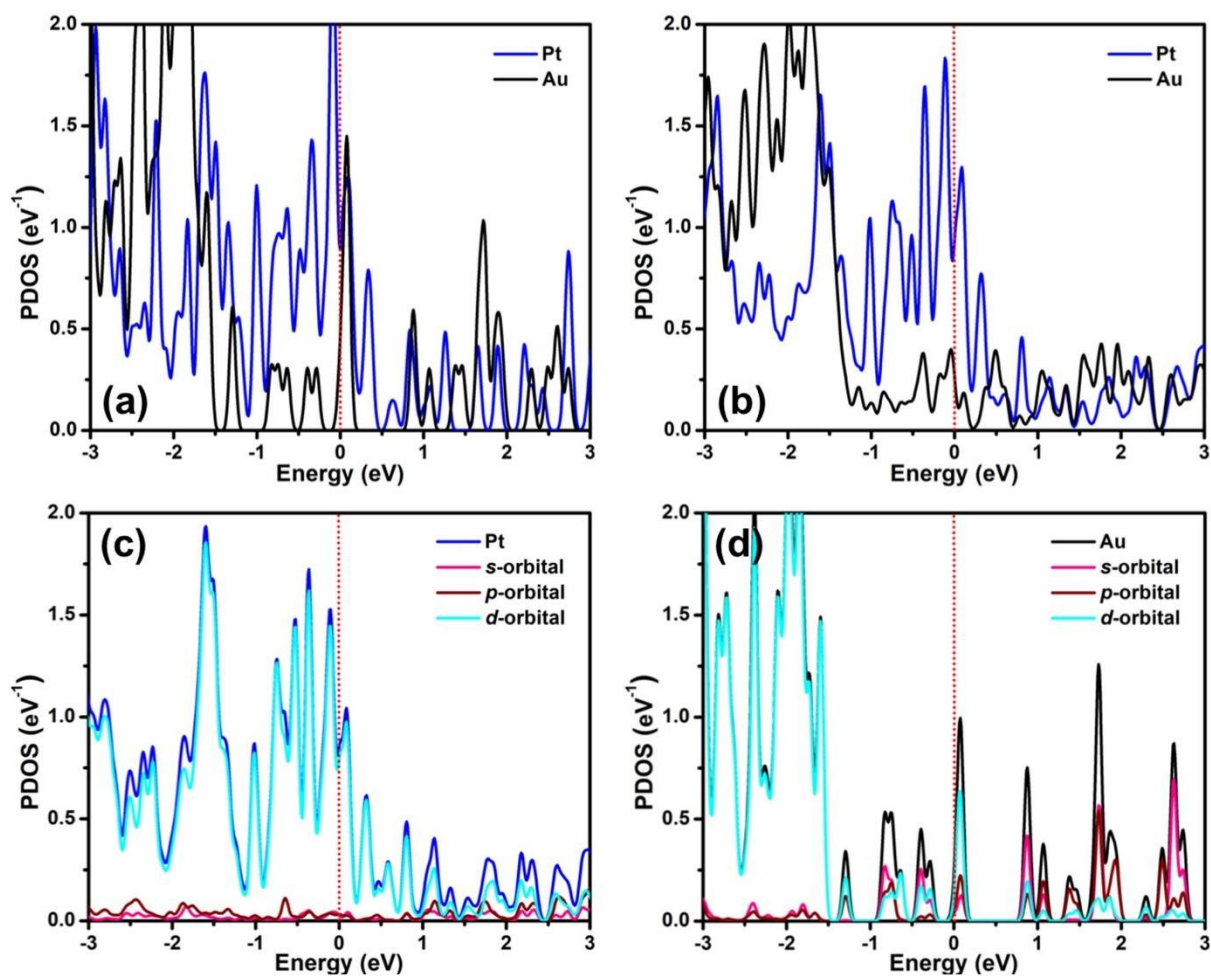 2.0
1.5
1.0
0.5
0.0
PDOS (eV⁻¹)
Pt
Au
(a)
-3 -2 -1 0 1 2 3
Energy (eV)
2.0
1.5
1.0
0.5
0.0
PDOS (eV⁻¹)
Pt
Au
(b)
-3 -2 -1 0 1 2 3
Energy (eV)
2.0
1.5
1.0
0.5
0.0
PDOS (eV⁻¹)
(c)
Pt
s-orbital
p-orbital
d-orbital
-3 -2 -1 0 1 2 3
Energy (eV)
2.0
1.5
1.0
0.5
0.0
PDOS (eV⁻¹)
(d)
Au
s-orbital
p-orbital
d-orbital
-3 -2 -1 0 1 2 3
Energy (eV)